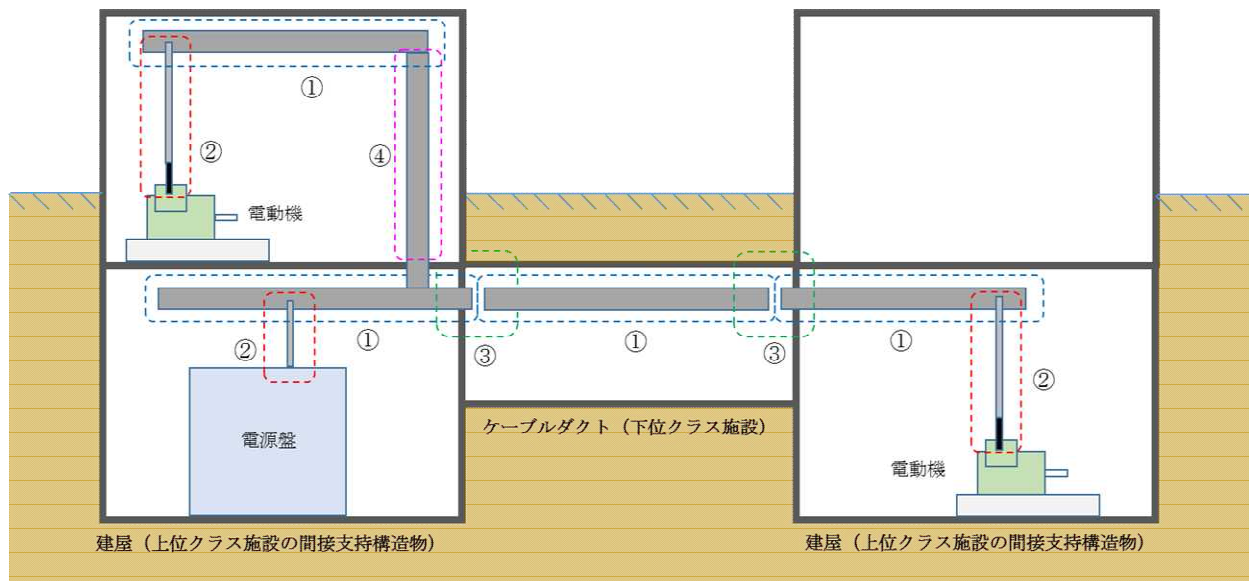 ①
②
④
電動機
①
③
①
③
①
②
②
電源盤
ケーブルダクト（下位クラス施設）
電動機
建屋（上位クラス施設の間接支持構造物）
建屋（上位クラス施設の間接支持構造物）